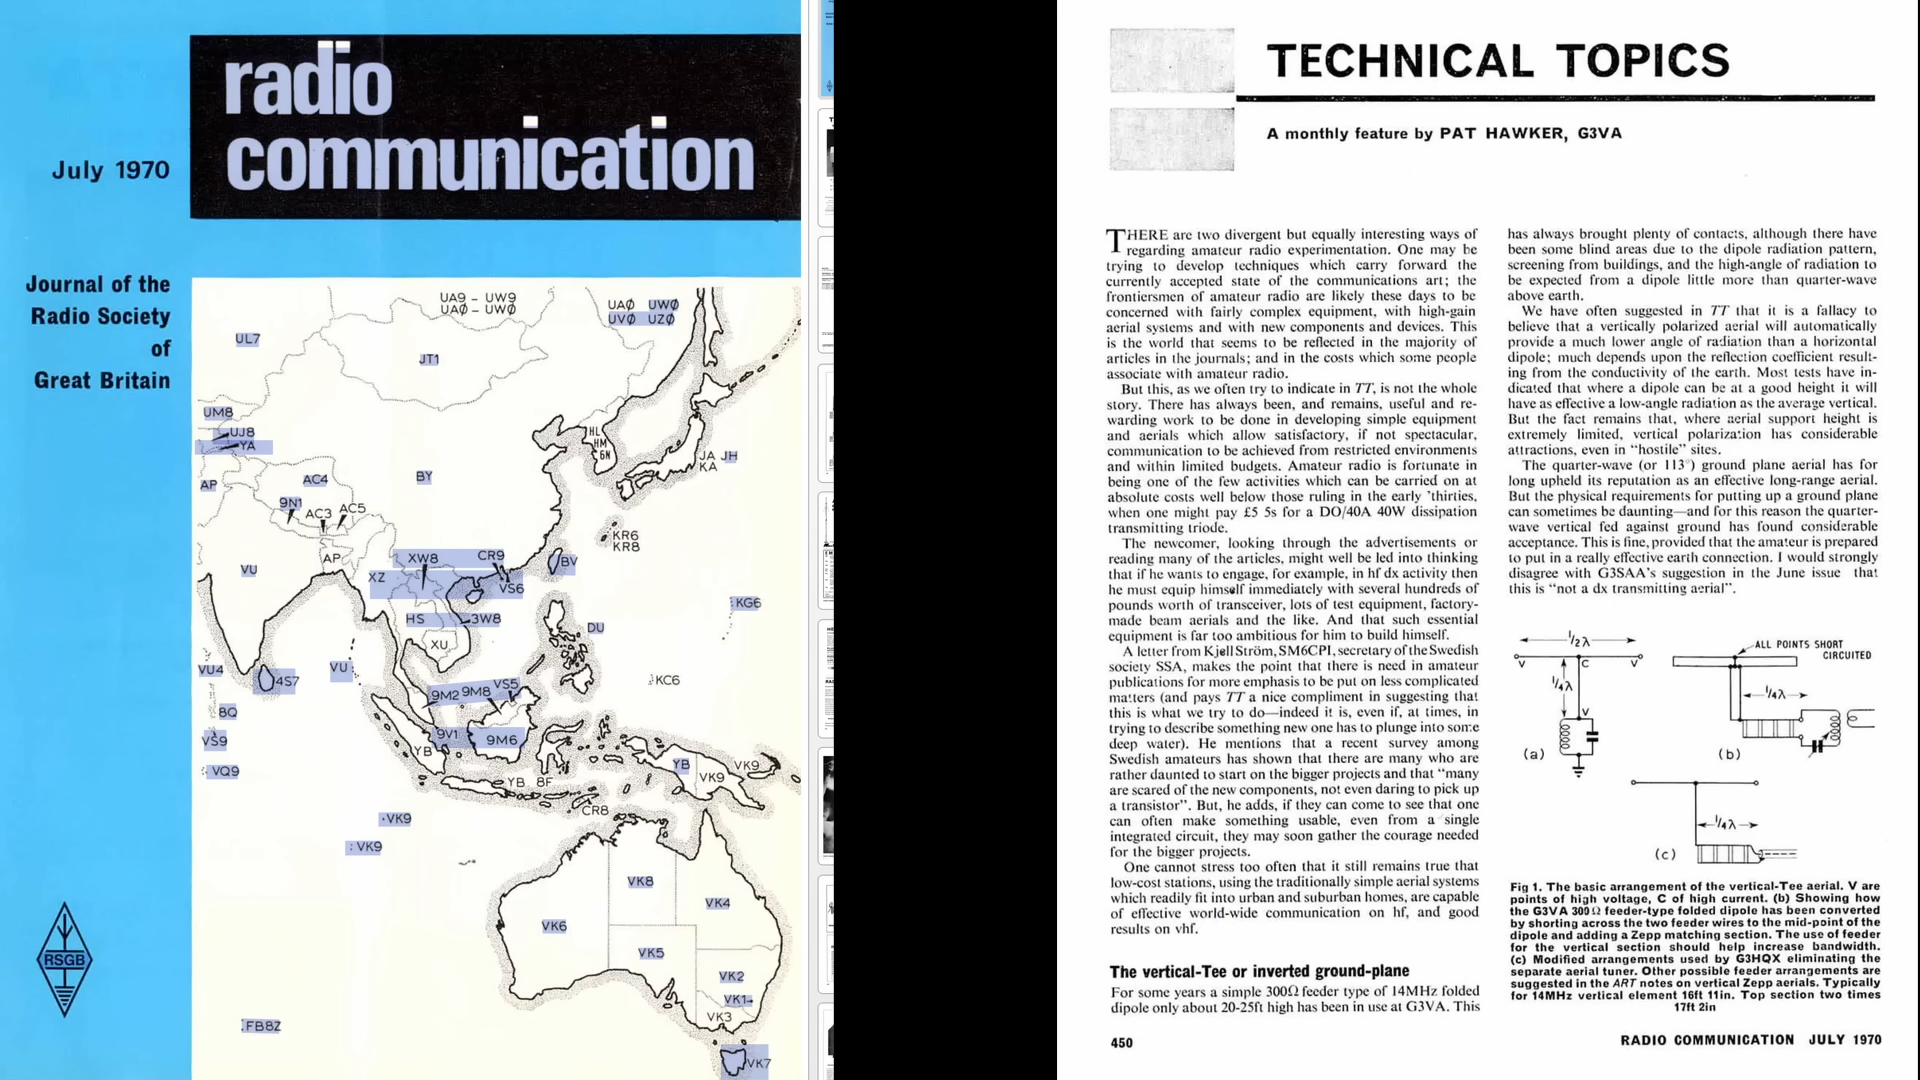 radio
communication
July 1970
Journal of the
Radio Society
of
Great Britain
RSGB
UA9 – UW9
UAØ – UWØ
UAØ UWØ
UVØ UZØ
UL7
JT1
UM8
UJ8
YA
HL
HM
6N
JA JH
KA
BY
AP
AC4
9N1
AC3
AC5
KR6
KR8
AP
VU
XW8
CR9
BV
XZ
VS6
KG6
HS
3W8
DU
XU
VU4
4S7
VU
KC6
9M2
9M8
VS5
8Q
VS9
9V1
9M6
YB
YB
VK9
VK9
VQ9
YB 8F
CR8
VK9
VK9
VK8
VK4
VK6
VK5
VK2
VK1
VK3
FB8Z
VK7
TECHNICAL TOPICS
A monthly feature by PAT HAWKER, G3VA
THERE are two divergent but equally interesting ways of
regarding amateur radio experimentation. One may be
trying to develop techniques which carry forward the
currently accepted state of the communications art; the
frontiersmen of amateur radio are likely these days to be
concerned with fairly complex equipment, with high-gain
aerial systems and with new components and devices. This
is the world that seems to be reflected in the majority of
articles in the journals; and in the costs which some people
associate with amateur radio.
But this, as we often try to indicate in TT, is not the whole
story. There has always been, and remains, useful and re-
warding work to be done in developing simple equipment
and aerials which allow satisfactory, if not spectacular,
communication to be achieved from restricted environments
and within limited budgets. Amateur radio is fortunate in
being one of the few activities which can be carried on at
absolute costs well below those ruling in the early 'thirties,
when one might pay £5 5s for a DO/40A 40W dissipation
transmitting triode.
The newcomer, looking through the advertisements or
reading many of the articles, might well be led into thinking
that if he wants to engage, for example, in hf dx activity then
he must equip himself immediately with several hundreds of
pounds worth of transceiver, lots of test equipment, factory-
made beam aerials and the like. And that such essential
equipment is far too ambitious for him to build himself.
A letter from Kjell Ström, SM6CPI, secretary of the Swedish
society SSA, makes the point that there is need in amateur
publications for more emphasis to be put on less complicated
matters (and pays TT a nice compliment in suggesting that
this is what we try to do—indeed it is, even if, at times, in
trying to describe something new one has to plunge into some
deep water). He mentions that a recent survey among
Swedish amateurs has shown that there are many who are
rather daunted to start on the bigger projects and that "many
are scared of the new components, not even daring to pick up
a transistor". But, he adds, if they can come to see that one
can often make something usable, even from a single
integrated circuit, they may soon gather the courage needed
for the bigger projects.
One cannot stress too often that it still remains true that
low-cost stations, using the traditionally simple aerial systems
which readily fit into urban and suburban homes, are capable
of effective world-wide communication on hf, and good
results on vhf.
The vertical-Tee or inverted ground-plane
For some years a simple 300Ω feeder type of 14MHz folded
dipole only about 20-25ft high has been in use at G3VA. This
450
has always brought plenty of contacts, although there have
been some blind areas due to the dipole radiation pattern,
screening from buildings, and the high-angle of radiation to
be expected from a dipole little more than quarter-wave
above earth.
We have often suggested in TT that it is a fallacy to
believe that a vertically polarized aerial will automatically
provide a much lower angle of radiation than a horizontal
dipole; much depends upon the reflection coefficient result-
ing from the conductivity of the earth. Most tests have in-
dicated that where a dipole can be at a good height it will
have as effective a low-angle radiation as the average vertical.
But the fact remains that, where aerial support height is
extremely limited, vertical polarization has considerable
attractions, even in "hostile" sites.
The quarter-wave (or 113°) ground plane aerial has for
long upheld its reputation as an effective long-range aerial.
But the physical requirements for putting up a ground plane
can sometimes be daunting—and for this reason the quarter-
wave vertical fed against ground has found considerable
acceptance. This is fine, provided that the amateur is prepared
to put in a really effective earth connection. I would strongly
disagree with G3SAA's suggestion in the June issue that
this is "not a dx transmitting aerial".
½λ
V
C
V
¼λ
V
(a)
ALL POINTS SHORT
CIRCUITED
¼λ
(b)
¼λ
(c)
Fig 1. The basic arrangement of the vertical-Tee aerial. V are
points of high voltage, C of high current. (b) Showing how
the G3VA 300Ω feeder-type folded dipole has been converted
by shorting across the two feeder wires to the mid-point of the
dipole and adding a Zepp matching section. The use of feeder
for the vertical section should help increase bandwidth.
(c) Modified arrangements used by G3HQX eliminating the
separate aerial tuner. Other possible feeder arrangements are
suggested in the ART notes on vertical Zepp aerials. Typically
for 14MHz vertical element 16ft 11in. Top section two times
17ft 2in
RADIO COMMUNICATION JULY 1970